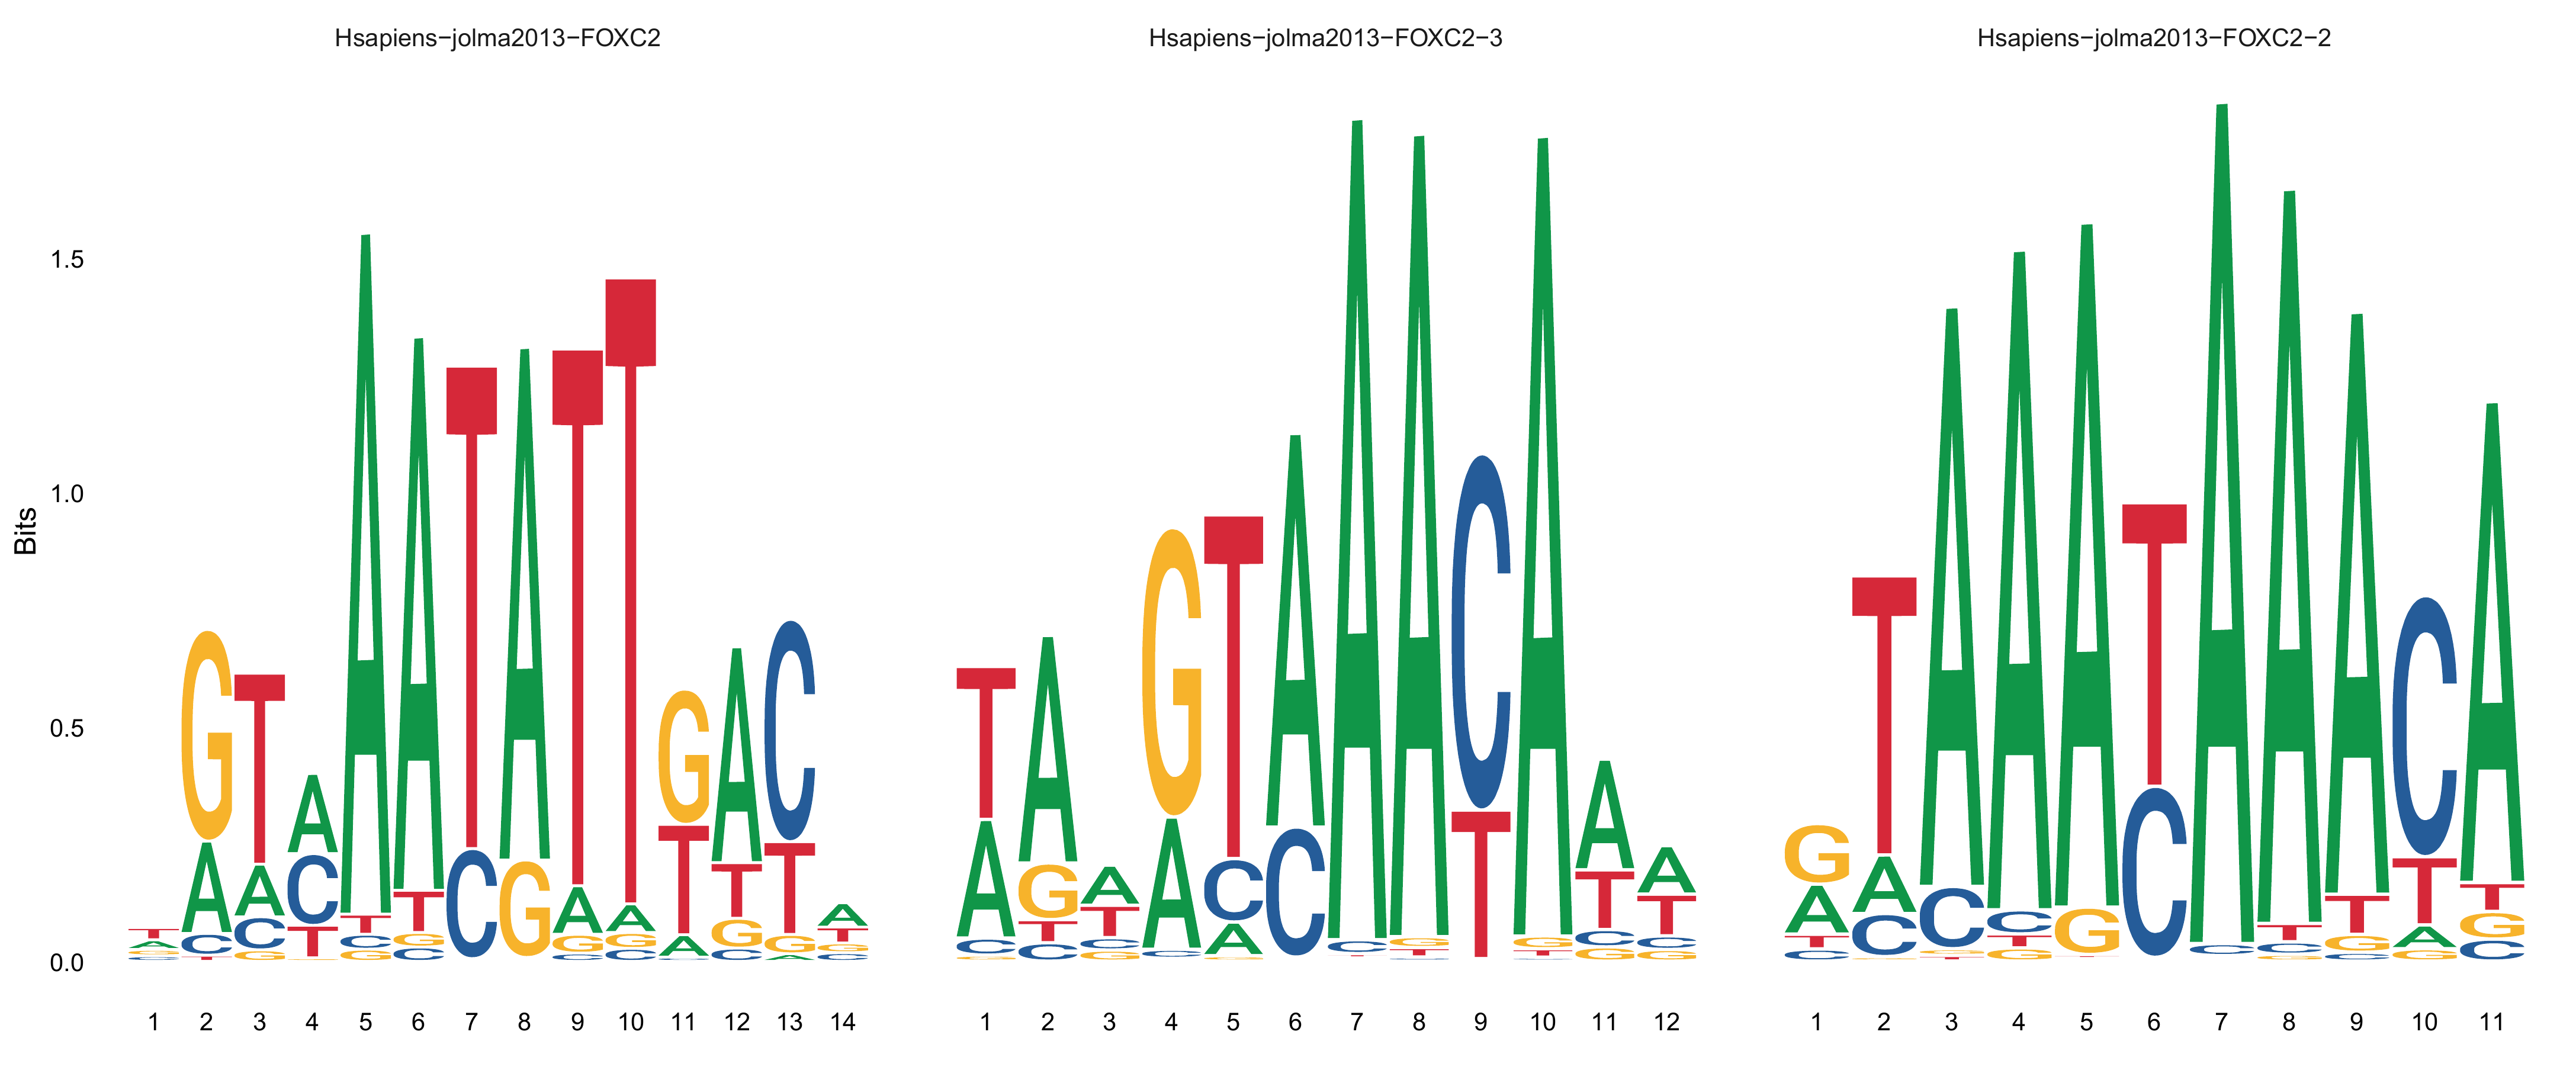 Hsapiens−jolma2013−FOXC2 Hsapiens−jolma2013−FOXC2−3 Hsapiens−jolma2013−FOXC2−2
Bits
1.5
1.0
0.5
0.0
T G T A A A T A T T G A C A
A A A C T T C G A A T T T T
G C C T C G G G A G G G
C T G G C C C C C A C
T A A G T A A A C A A A
A G T A C C C G T G T T
C T C C A T T T C C
G C G G C G G
G T A A A T A A A C A
A A C C G C C T T T T
T C G T C G A G
C G T G G C G C
1 2 3 4 5 6 7 8 9 10 11 12 13 14
1 2 3 4 5 6 7 8 9 10 11 12
1 2 3 4 5 6 7 8 9 10 11